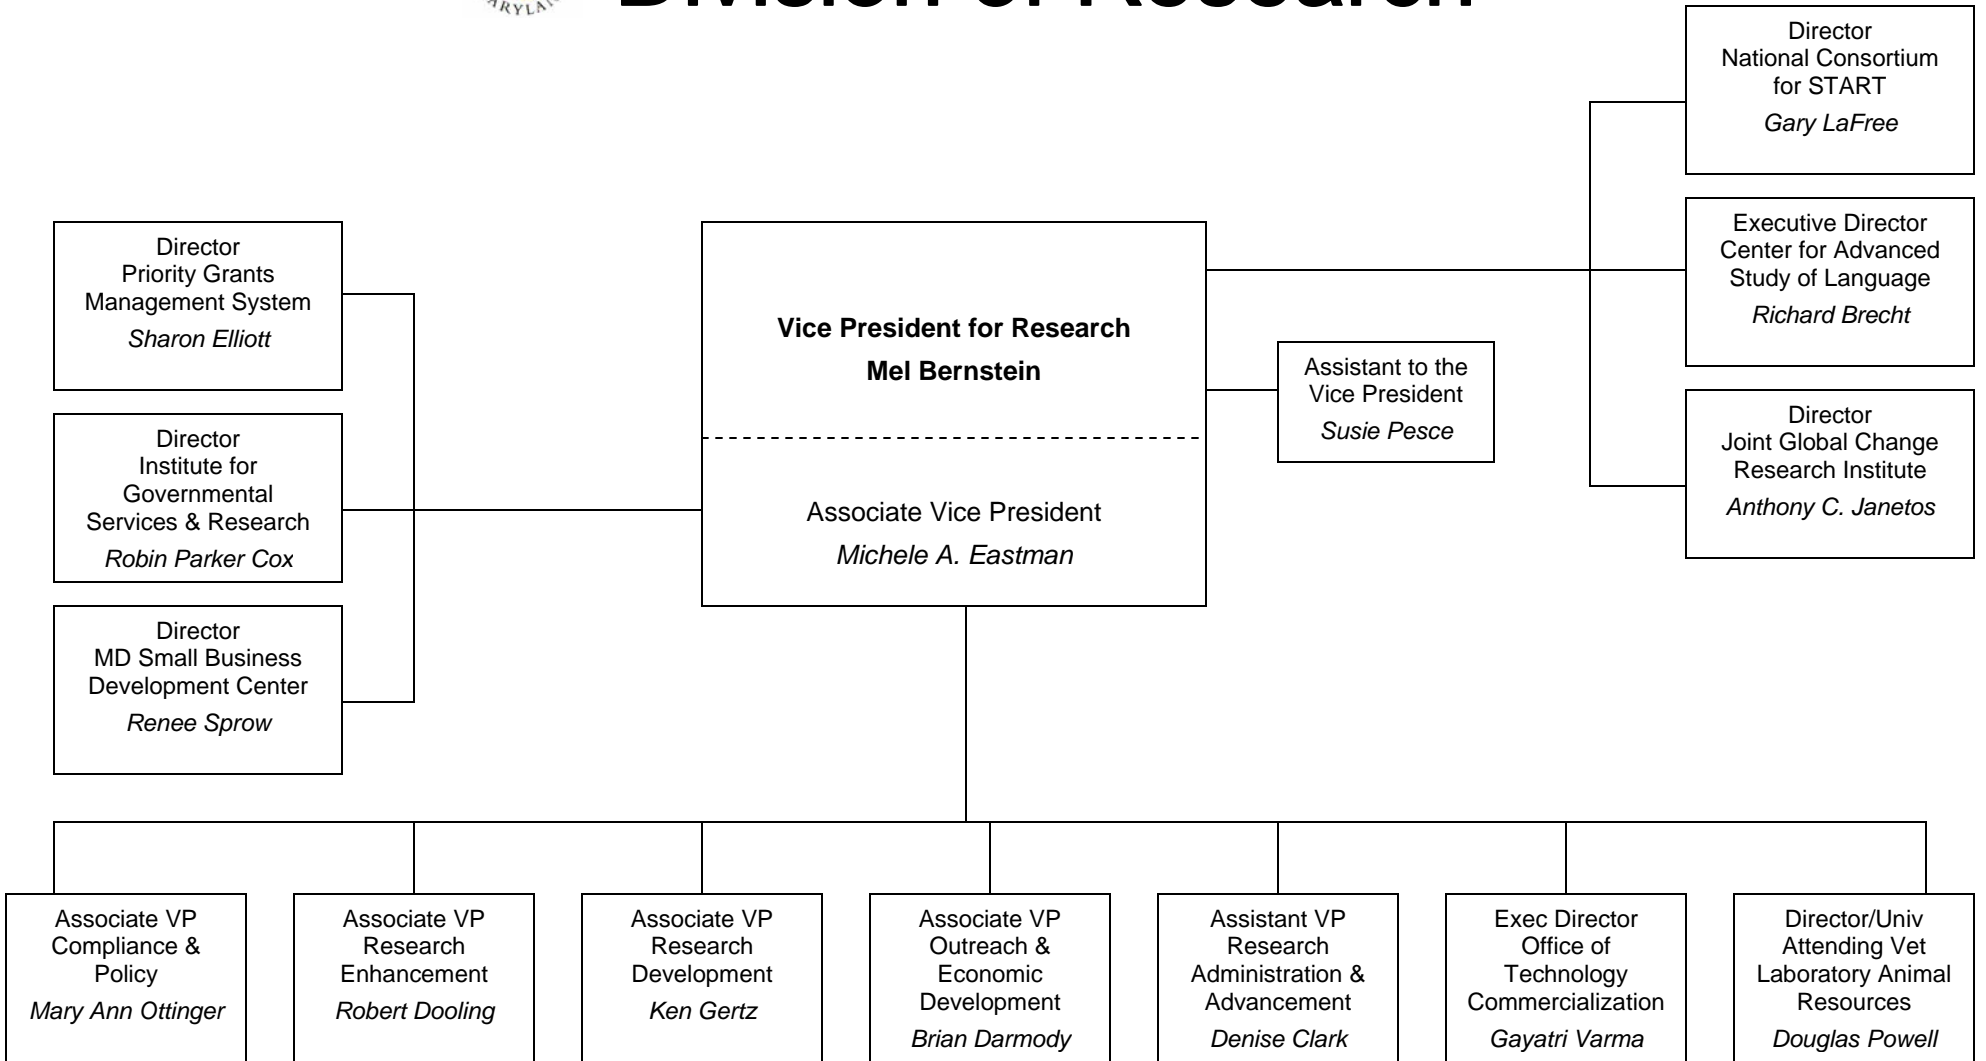 Division of Research
Director
National Consortium
for START
Gary LaFree
Director
Priority Grants
Management System
Sharon Elliott
Vice President for Research
Mel Bernstein
Executive Director
Center for Advanced
Study of Language
Richard Brecht
Assistant to the
Vice President
Susie Pesce
Director
Institute for
Governmental
Services & Research
Robin Parker Cox
Associate Vice President
Michele A. Eastman
Director
Joint Global Change
Research Institute
Anthony C. Janetos
Director
MD Small Business
Development Center
Renee Sprow
Associate VP
Compliance &
Policy
Mary Ann Ottinger
Associate VP
Research
Enhancement
Robert Dooling
Associate VP
Research
Development
Ken Gertz
Associate VP
Outreach &
Economic
Development
Brian Darmody
Assistant VP
Research
Administration &
Advancement
Denise Clark
Exec Director
Office of
Technology
Commercialization
Gayatri Varma
Director/Univ
Attending Vet
Laboratory Animal
Resources
Douglas Powell